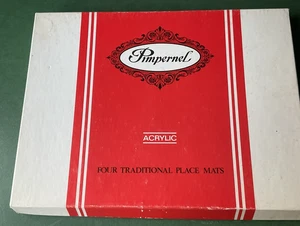 Pimpernel
ACRYLIC
FOUR TRADITIONAL PLACE MATS